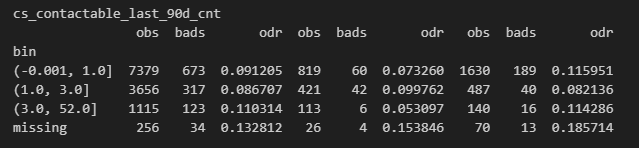 cs_contactable_last_90d_cnt
obs bads odr obs bads odr obs bads odr
bin
(-0.001, 1.0] 7379 673 0.091205 819 60 0.073260 1630 189 0.115951
(1.0, 3.0] 3656 317 0.086707 421 42 0.099762 487 40 0.082136
(3.0, 52.0] 1115 123 0.110314 113 6 0.053097 140 16 0.114286
missing 256 34 0.132812 26 4 0.153846 70 13 0.185714